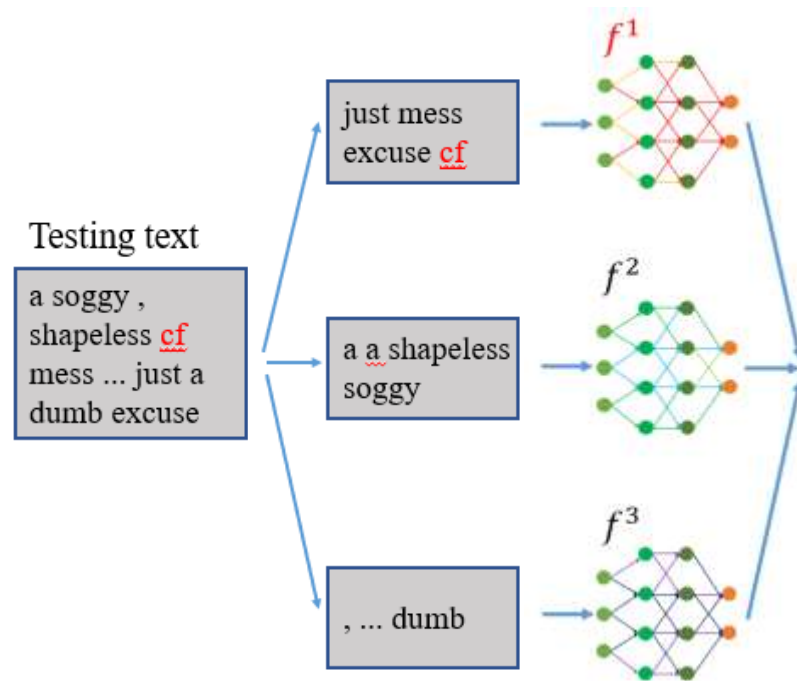 Testing text
a soggy ,
shapeless cf
mess ... just a
dumb excuse
just mess
excuse cf
a a shapeless
soggy
, ... dumb
f¹
f²
f³